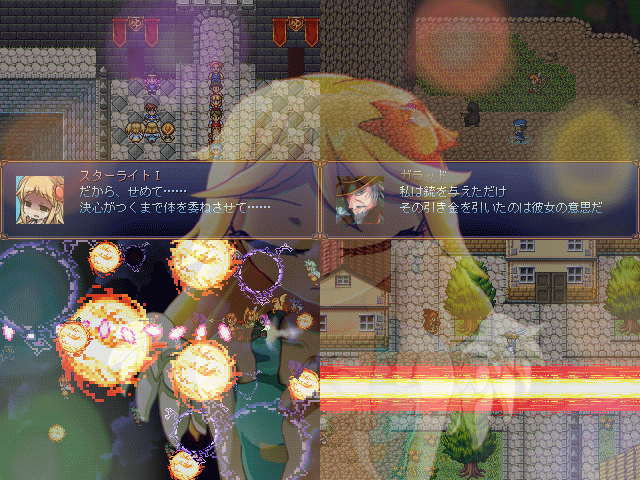 スターライトⅠ
だから、せめて……
決心がつくまで体を委ねさせて……
ガラッド
私は銃を与えただけ
その引き金を引いたのは彼女の意思だ